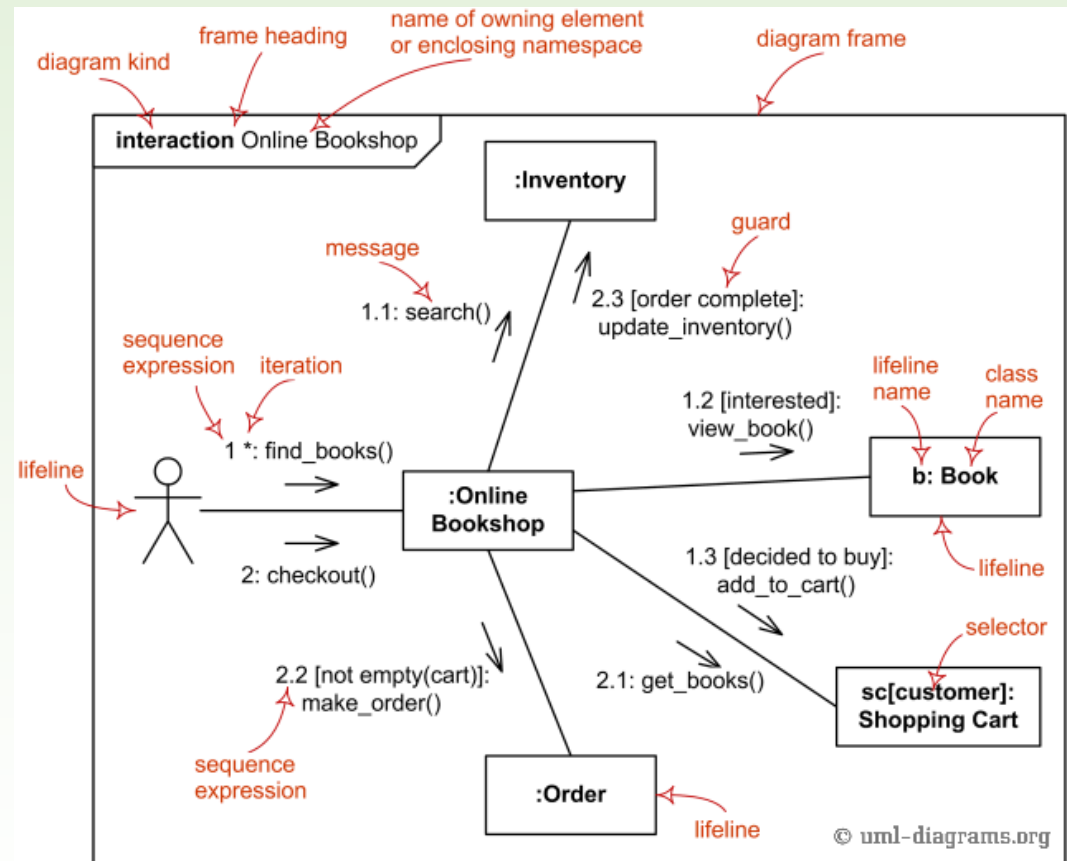 name of owning element
or enclosing namespace
frame heading
diagram frame
diagram kind
interaction Online Bookshop
:Inventory
guard
message
2.3 [order complete]:
update_inventory()
1.1: search()
sequence
expression
iteration
lifeline
name
class
name
1.2 [interested]:
view_book()
1 *: find_books()
lifeline
:Online
Bookshop
b: Book
2: checkout()
1.3 [decided to buy]:
add_to_cart()
lifeline
selector
2.2 [not empty(cart)]:
make_order()
2.1: get_books()
sc[customer]:
Shopping Cart
sequence
expression
:Order
lifeline
© uml-diagrams.org